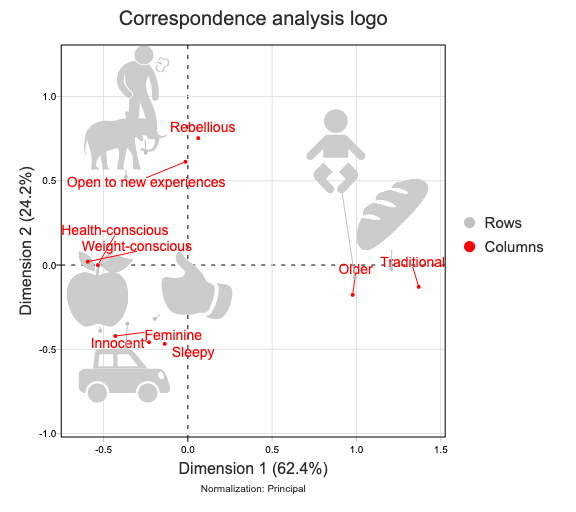 Correspondence analysis logo
Dimension 2 (24.2%)
1.0
0.5
0.0
-0.5
-1.0
Rebellious
Open to new experiences
Health-conscious
Weight-conscious
Older
Traditional
Feminine
Innocent
Sleepy
Rows
Columns
-0.5
0.0
0.5
1.0
1.5
Dimension 1 (62.4%)
Normalization: Principal